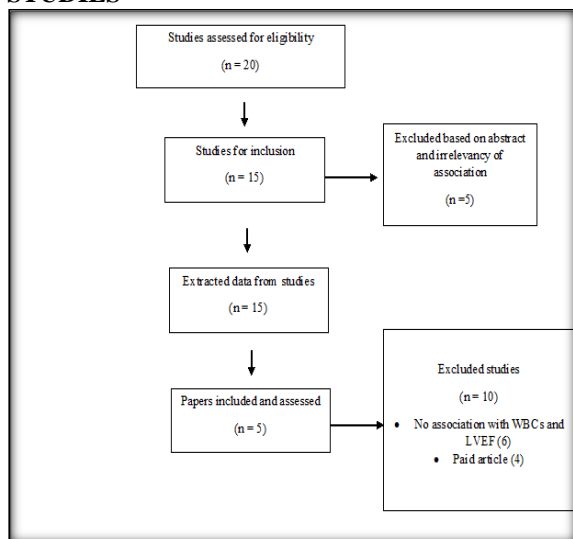 STUDIES
Studies assessed for eligibility
(n = 20)
Studies for inclusion
(n = 15)
Excluded based on abstract
and irrelevancy of
association
(n =5)
Extracted data from studies
(n = 15)
Papers included and assessed
(n = 5)
Excluded studies
(n = 10)
• No association with WBCs and
LVEF (6)
• Paid article (4)